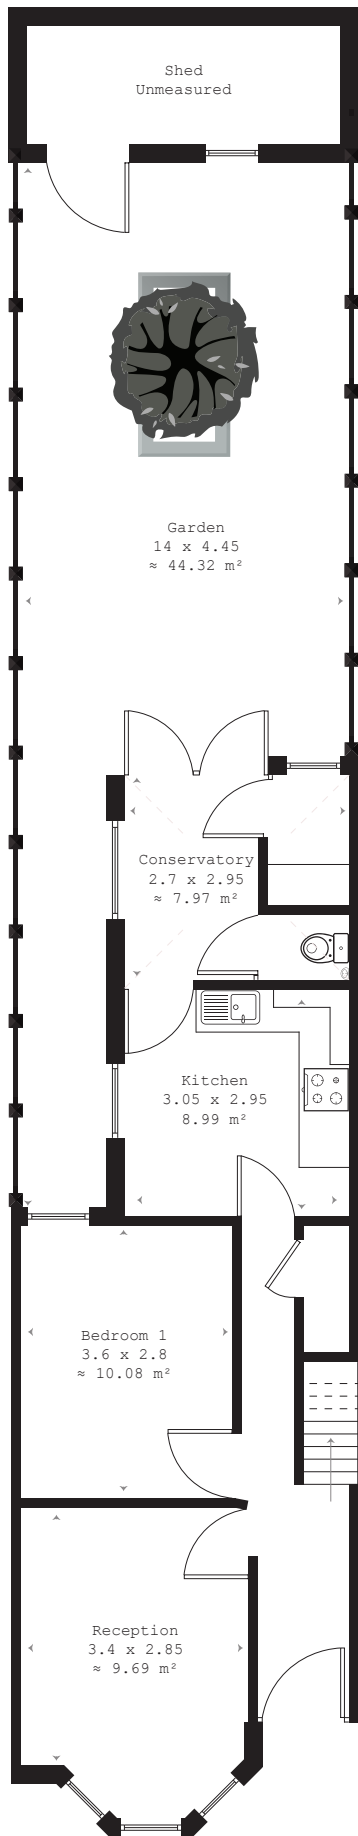 Shed
Unmeasured
Garden
14 x 4.45
≈ 44.32 m²
Conservatory
2.7 x 2.95
≈ 7.97 m²
Kitchen
3.05 x 2.95
8.99 m²
Bedroom 1
3.6 x 2.8
≈ 10.08 m²
Reception
3.4 x 2.85
≈ 9.69 m²